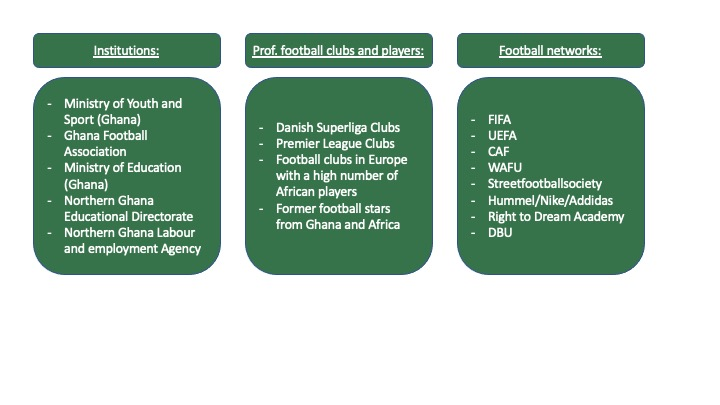 Institutions:
- Ministry of Youth and
Sport (Ghana)
- Ghana Football
Association
- Ministry of Education
(Ghana)
- Northern Ghana
Educational Directorate
- Northern Ghana Labour
and employment Agency
Prof. football clubs and players:
- Danish Superliga Clubs
- Premier League Clubs
- Football clubs in Europe
with a high number of
African players
- Former football stars
from Ghana and Africa
Football networks:
- FIFA
- UEFA
- CAF
- WAFU
- Streetfootballsociety
- Hummel/Nike/Addidas
- Right to Dream Academy
- DBU